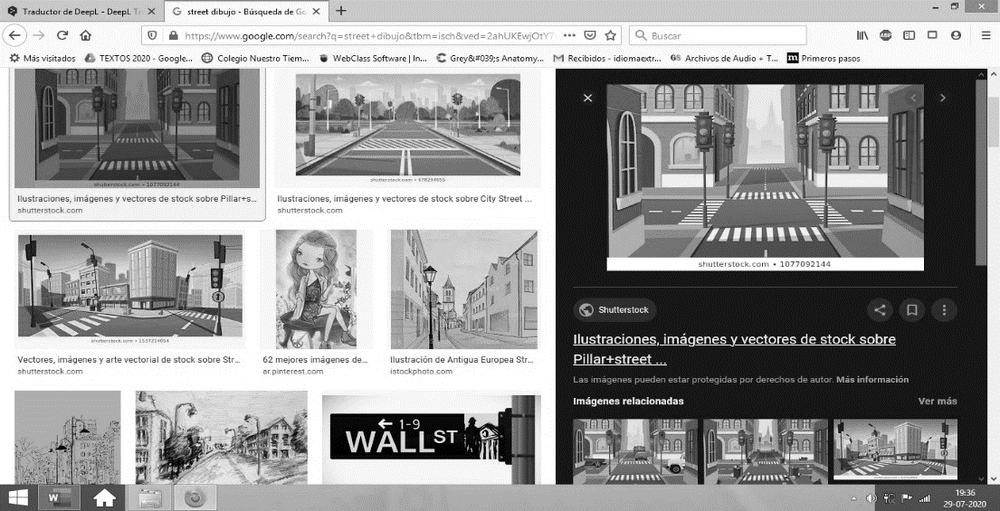 Traductor de DeepL - DeepL Tr
street dibujo - Búsqueda de Go
https://www.google.com/search?q=street+dibujo&tbm=isch&ved=2ahUKEwjOtY7
Buscar
ABP
Más visitados
TEXTOS 2020 - Google...
Colegio Nuestro Tiem...
WebClass Software | In...
Grey&#039;s Anatomy...
Recibidos - idiomaextr...
GS Archivos de Audio + T...
m Primeros pasos
shutterstock.com • 1077092144
shutterstock.com • 678294655
Ilustraciones, imágenes y vectores de stock sobre Pillar+s...
shutterstock.com
Ilustraciones, imágenes y vectores de stock sobre City Street ...
shutterstock.com
shutterstock.com • 1537314054
Vectores, imágenes y arte vectorial de stock sobre Str...
shutterstock.com
62 mejores imágenes de...
ar.pinterest.com
Ilustración de Antigua Europea Str...
istockphoto.com
← 1-9
WALL ST
shutterstock.com • 1077092144
Shutterstock
Ilustraciones, imágenes y vectores de stock sobre
Pillar+street ...
Las imágenes pueden estar protegidas por derechos de autor. Más información
Imágenes relacionadas
Ver más
W
19:36
29-07-2020